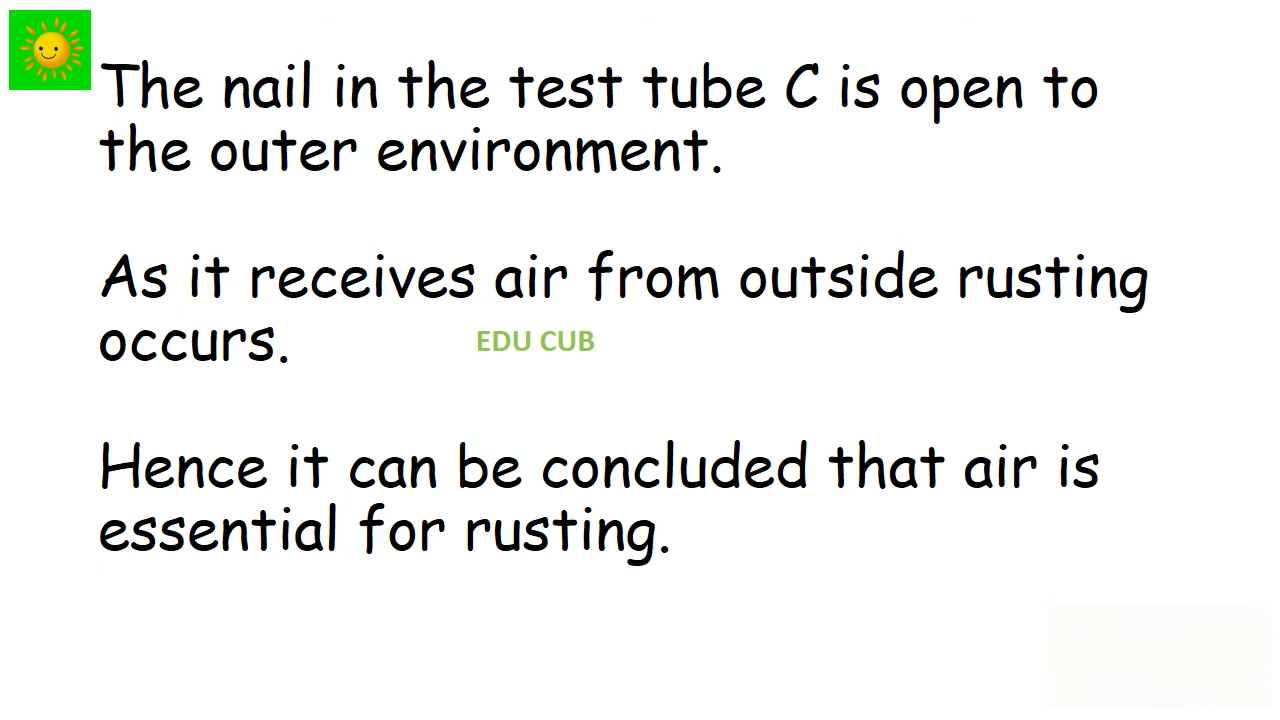 The nail in the test tube C is open to
the outer environment.
As it receives air from outside rusting
occurs.
EDU CUB
Hence it can be concluded that air is
essential for rusting.